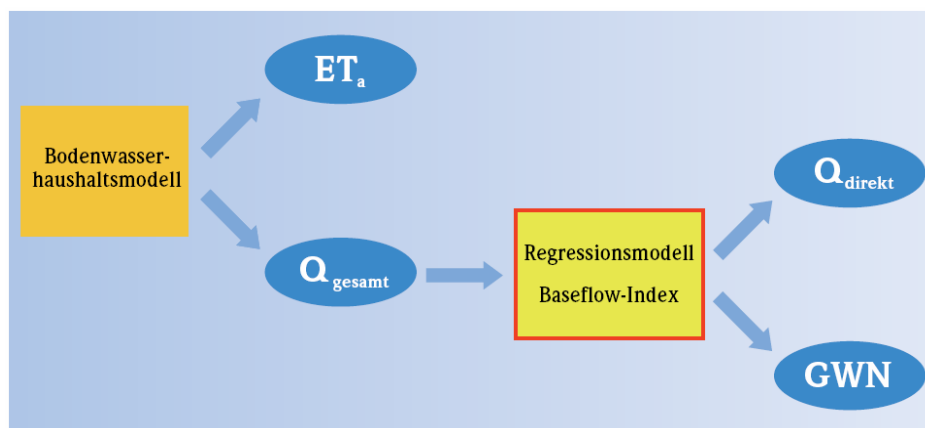 ETa
Bodenwasser-
haushaltsmodell
Qdirekt
Qgesamt
Regressionsmodell
Baseflow-Index
GWN